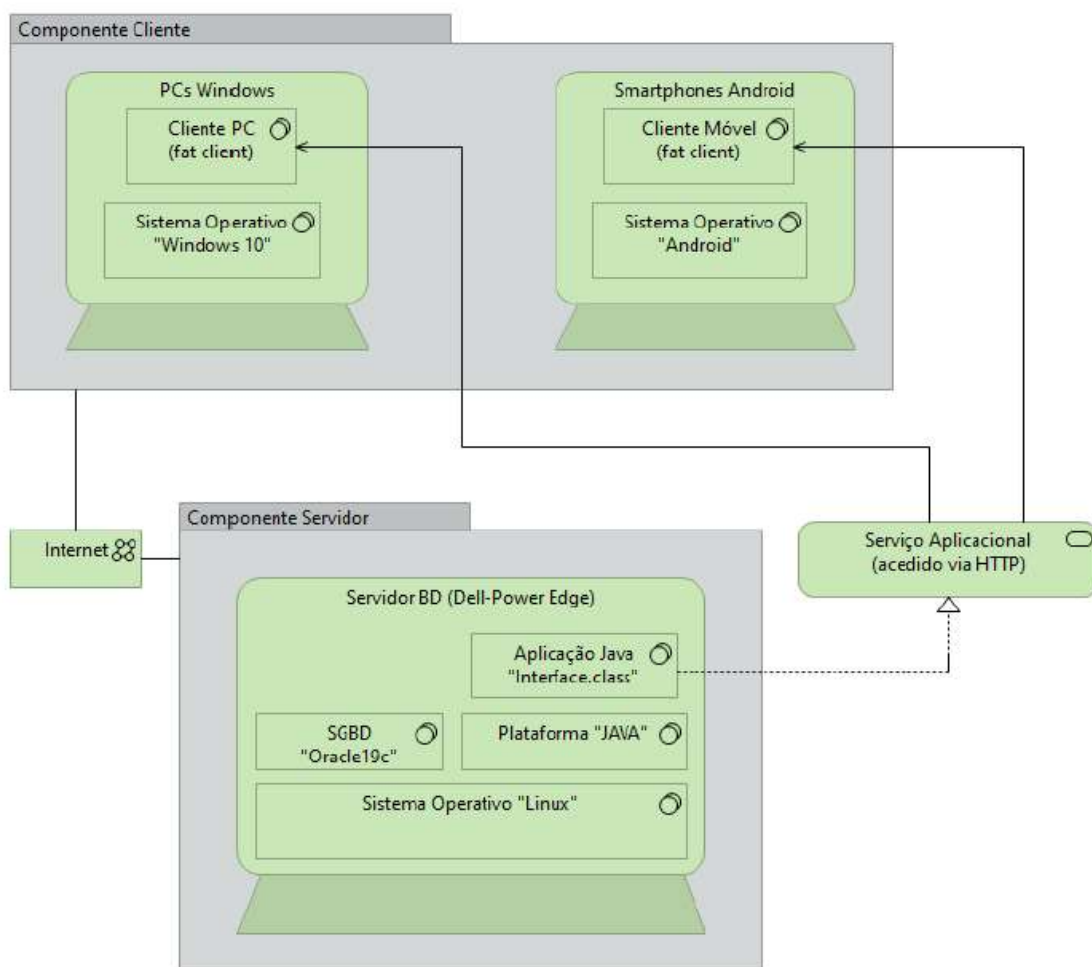 Componente Cliente
PCs Windows
Cliente PC
(fat client)
Sistema Operativo
"Windows 10"
Smartphones Android
Cliente Móvel
(fat client)
Sistema Operativo
"Android"
Internet
Componente Servidor
Servidor BD (Dell-Power Edge)
Aplicação Java
"Interface.class"
SGBD
"Oracle19c"
Plataforma "JAVA"
Sistema Operativo "Linux"
Serviço Aplicacional
(acedido via HTTP)